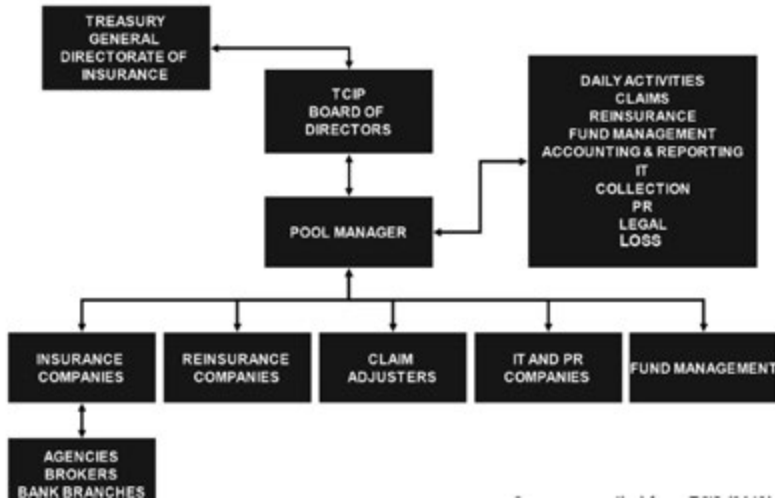 TREASURY
GENERAL
DIRECTORATE OF
INSURANCE
TCIP
BOARD OF
DIRECTORS
DAILY ACTIVITIES
CLAIMS
REINSURANCE
FUND MANAGEMENT
ACCOUNTING & REPORTING
IT
COLLECTION
PR
LEGAL
LOSS
POOL MANAGER
INSURANCE
COMPANIES
REINSURANCE
COMPANIES
CLAIM
ADJUSTERS
IT AND PR
COMPANIES
FUND MANAGEMENT
AGENCIES
BROKERS
BANK BRANCHES